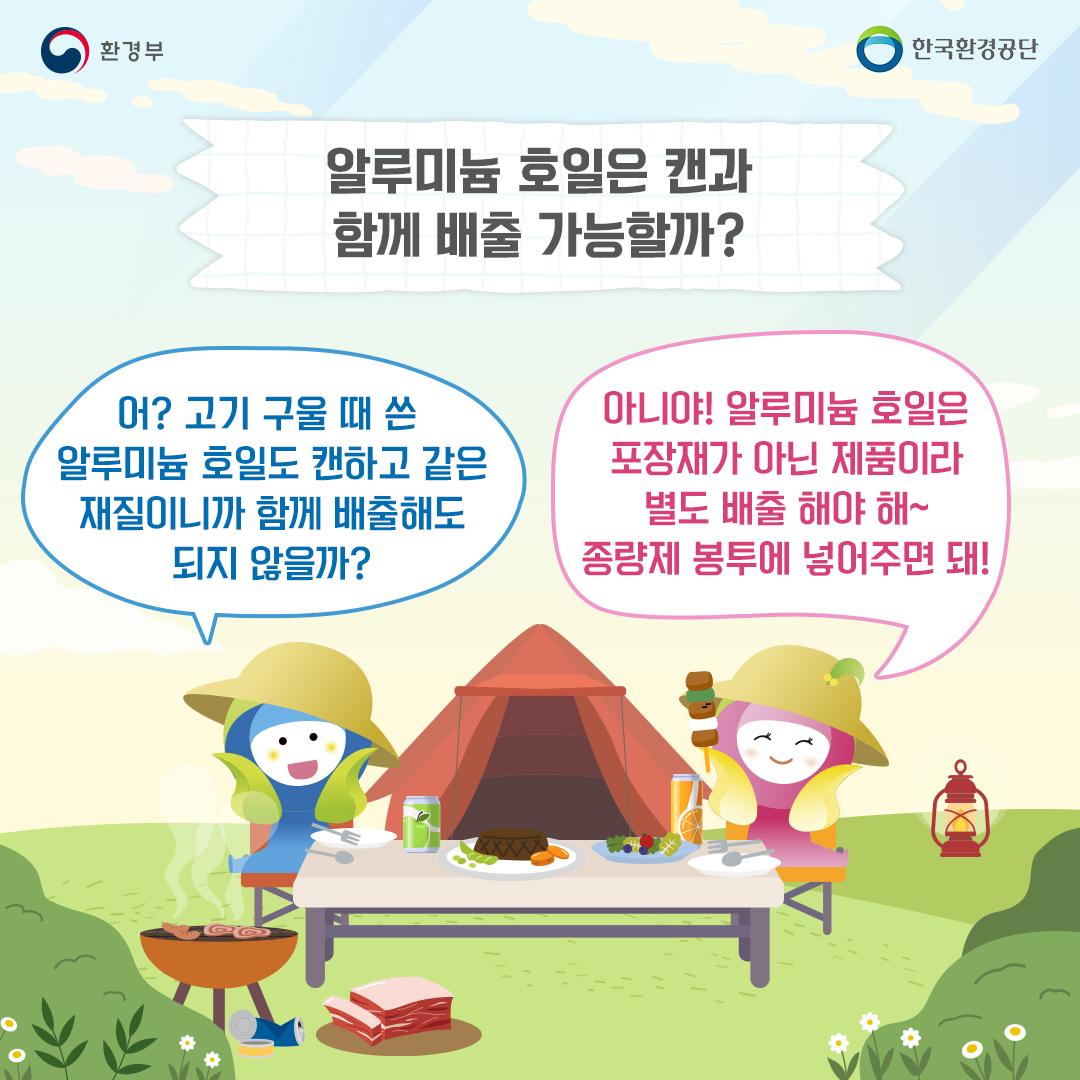 환경부
한국환경공단
알루미늄 호일은 캔과
함께 배출 가능할까?
어? 고기 구울 때 쓴
알루미늄 호일도 캔하고 같은
재질이니까 함께 배출해도
되지 않을까?
아니야! 알루미늄 호일은
포장재가 아닌 제품이라
별도 배출 해야 해~
종량제 봉투에 넣어주면 돼!